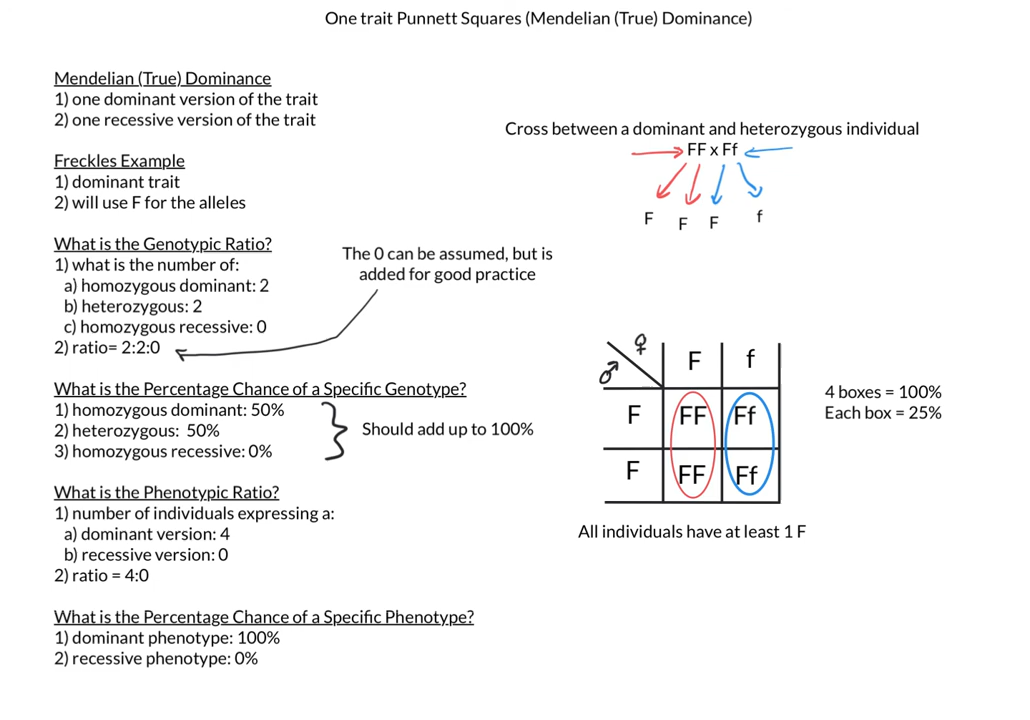 One trait Punnett Squares (Mendelian (True) Dominance)
Mendelian (True) Dominance
1) one dominant version of the trait
2) one recessive version of the trait
Freckles Example
1) dominant trait
2) will use F for the alleles
What is the Genotypic Ratio?
1) what is the number of:
a) homozygous dominant: 2
b) heterozygous: 2
c) homozygous recessive: 0
2) ratio= 2:2:0
The 0 can be assumed, but is
added for good practice
What is the Percentage Chance of a Specific Genotype?
1) homozygous dominant: 50%
2) heterozygous: 50%
3) homozygous recessive: 0%
Should add up to 100%
What is the Phenotypic Ratio?
1) number of individuals expressing a:
a) dominant version: 4
b) recessive version: 0
2) ratio = 4:0
What is the Percentage Chance of a Specific Phenotype?
1) dominant phenotype: 100%
2) recessive phenotype: 0%
Cross between a dominant and heterozygous individual
FF x Ff
F F F f
♀
♂ F f
F FF Ff
F FF Ff
4 boxes = 100%
Each box = 25%
All individuals have at least 1 F